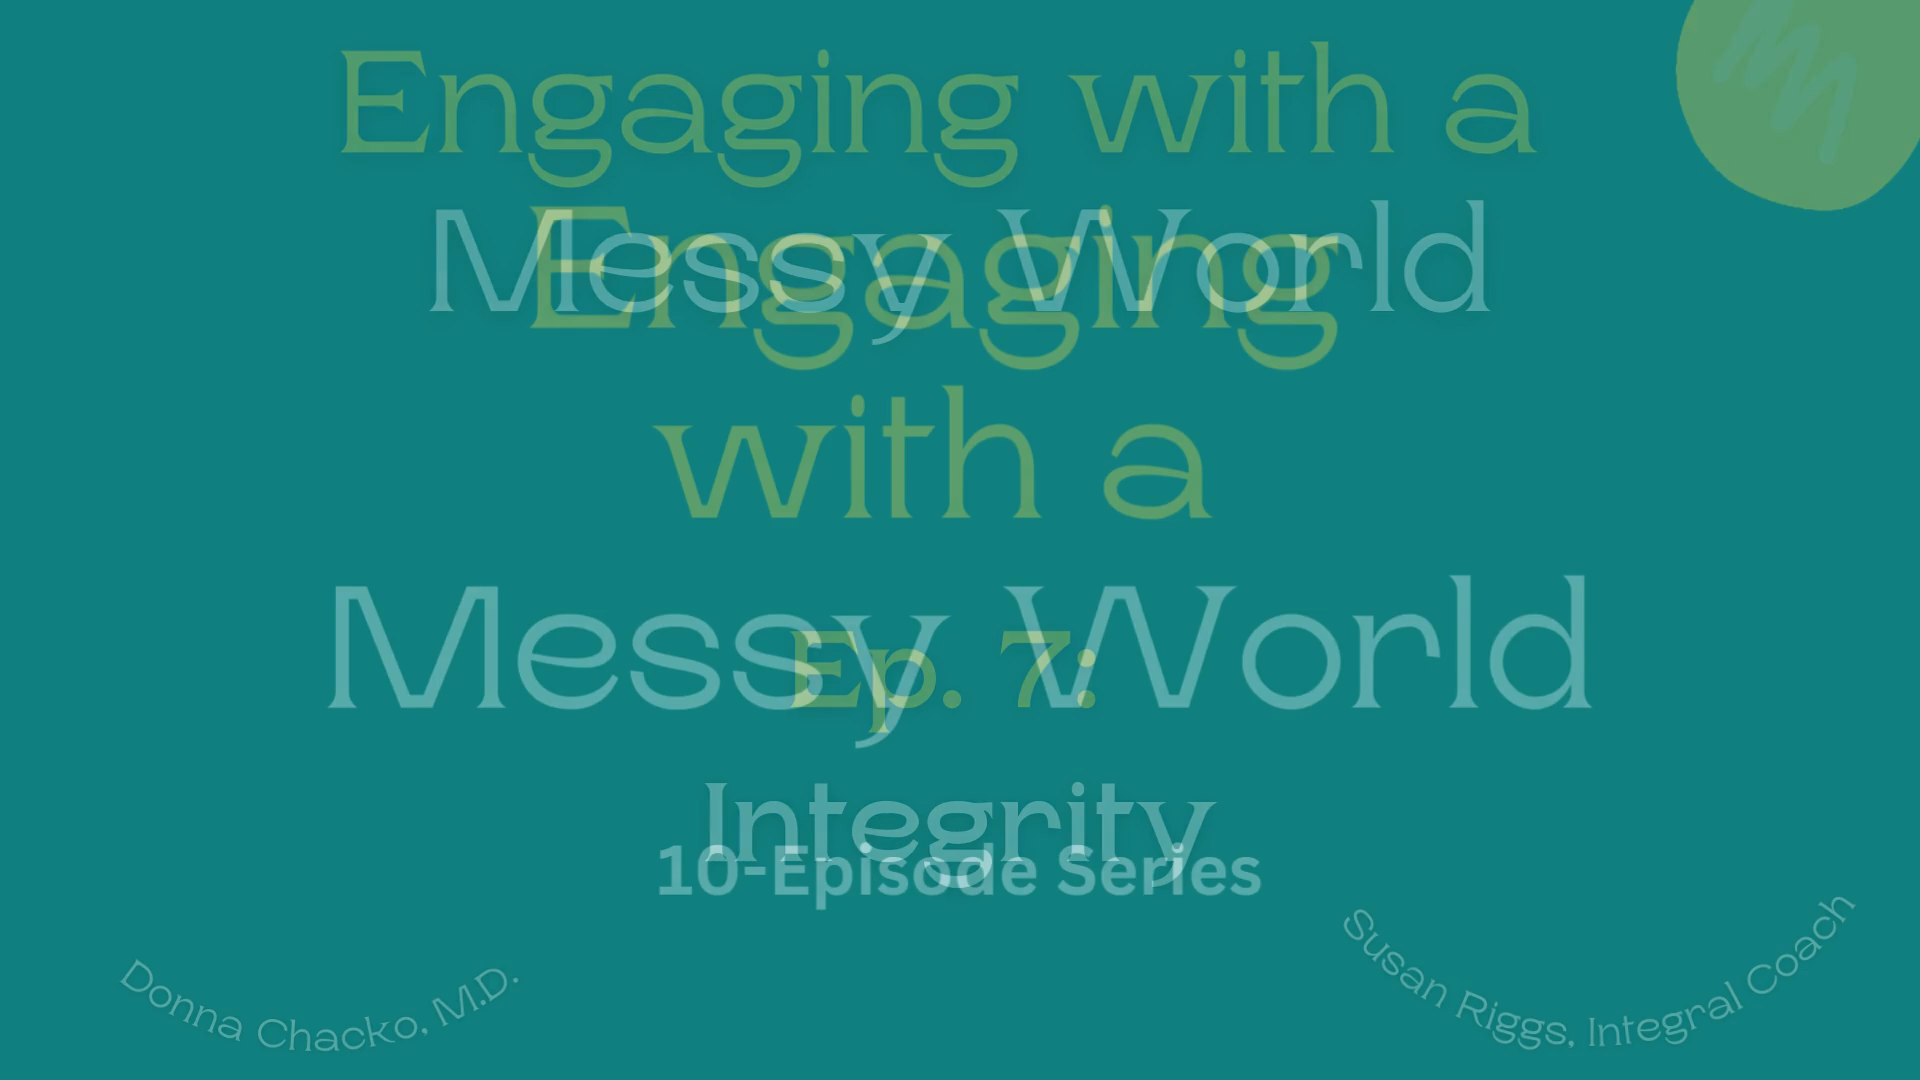 Engaging with a
Messy World
Engaging
with a
Messy World
Ep. 7:
Integrity
10-Episode Series
Donna Chacko, M.D.
Susan Riggs, Integral Coach